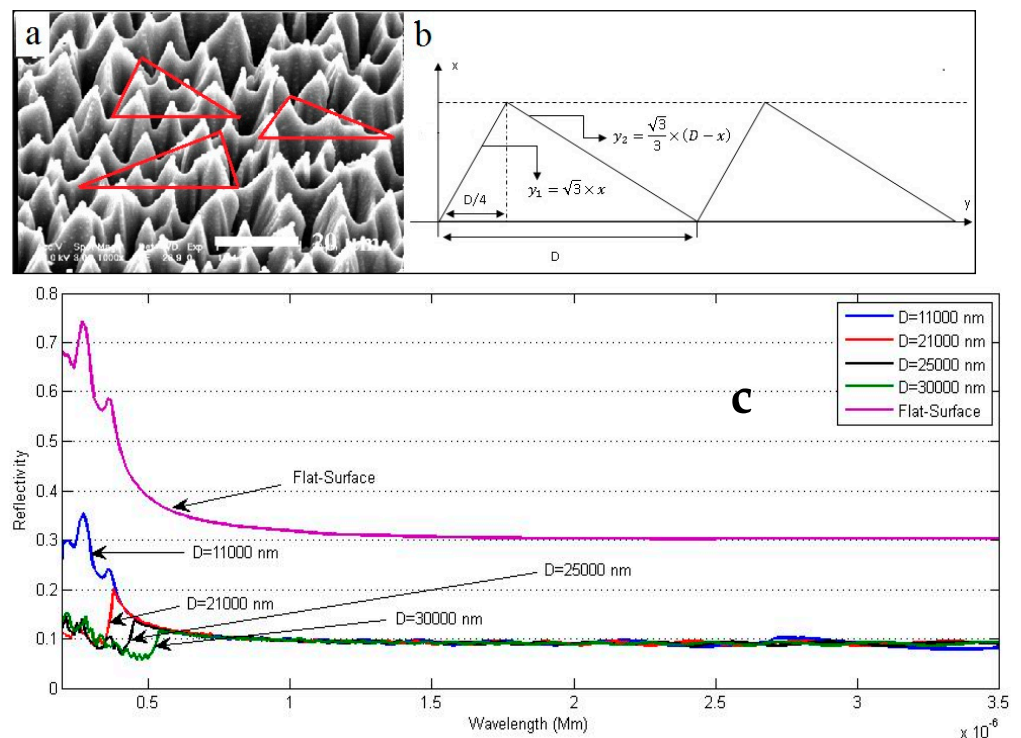 a
20 μm
b
x
y₂ = √3/3 × (D − x)
y₁ = √3 × x
D/4
y
D
c
0.8
0.7
0.6
0.5
0.4
0.3
0.2
0.1
0
Reflectivity
D=11000 nm
D=21000 nm
D=25000 nm
D=30000 nm
Flat-Surface
Flat-Surface
D=11000 nm
D=25000 nm
D=21000 nm
D=30000 nm
0.5
1
1.5
2
2.5
3
3.5
Wavelength (Mm)
x 10⁻⁶